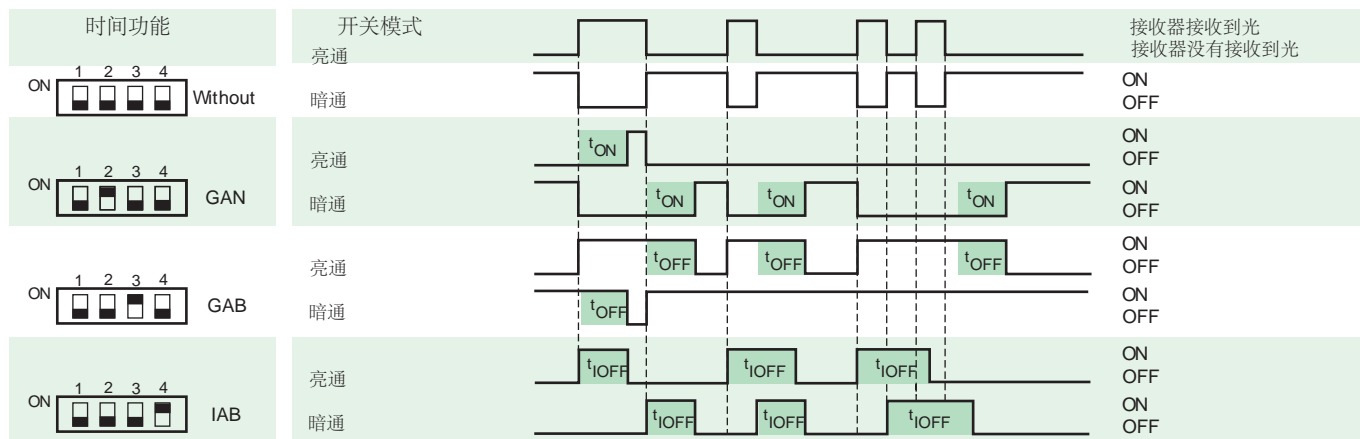 时间功能 开关模式 接收器接收到光
亮通 接收器没有接收到光
ON 1 2 3 4 Without 暗通 ON
OFF
亮通 tON ON
OFF
ON 1 2 3 4 GAN 暗通 tON tON tON ON
OFF
亮通 tOFF tOFF tOFF ON
OFF
ON 1 2 3 4 GAB 暗通 tOFF ON
OFF
亮通 tIOFF tIOFF tIOFF ON
OFF
ON 1 2 3 4 IAB 暗通 tIOFF tIOFF tIOFF ON
OFF